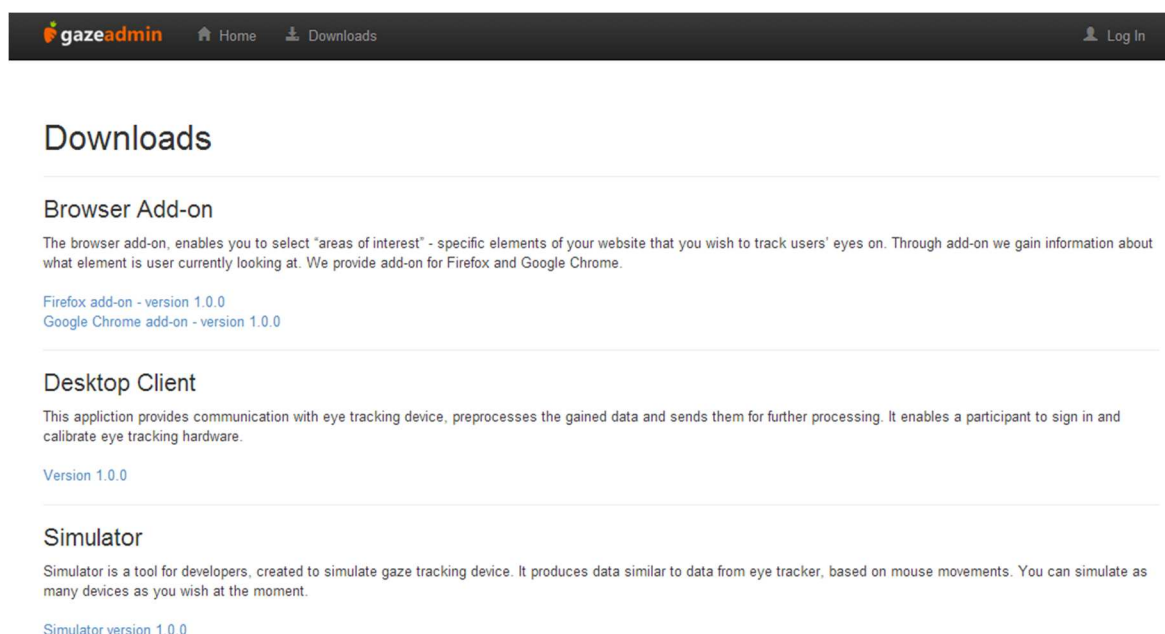 gazeadmin Home Downloads Log In
Downloads
Browser Add-on
The browser add-on, enables you to select “areas of interest” - specific elements of your website that you wish to track users’ eyes on. Through add-on we gain information about
what element is user currently looking at. We provide add-on for Firefox and Google Chrome.
Firefox add-on - version 1.0.0
Google Chrome add-on - version 1.0.0
Desktop Client
This appliction provides communication with eye tracking device, preprocesses the gained data and sends them for further processing. It enables a participant to sign in and
calibrate eye tracking hardware.
Version 1.0.0
Simulator
Simulator is a tool for developers, created to simulate gaze tracking device. It produces data similar to data from eye tracker, based on mouse movements. You can simulate as
many devices as you wish at the moment.
Simulator version 1.0.0